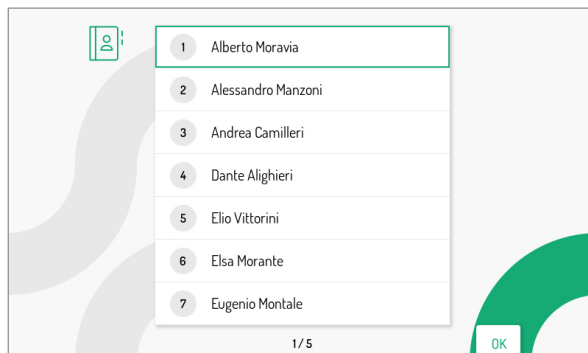 1 Alberto Moravia
2 Alessandro Manzoni
3 Andrea Camilleri
4 Dante Alighieri
5 Elio Vittorini
6 Elsa Morante
7 Eugenio Montale
1 / 5
OK